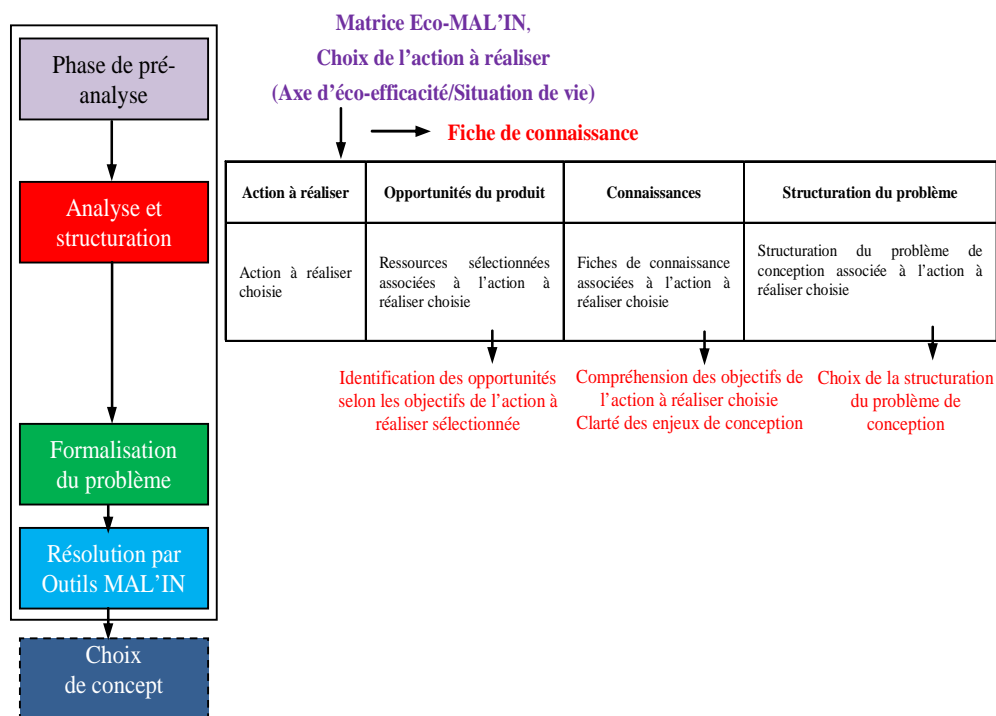 Phase de pré-
analyse
Analyse et
structuration
Formalisation
du problème
Résolution par
Outils MAL’IN
Choix
de concept
Matrice Eco-MAL’IN,
Choix de l’action à réaliser
(Axe d’éco-efficacité/Situation de vie)
Fiche de connaissance
Action à réaliser
Opportunités du produit
Connaissances
Structuration du problème
Action à
réaliser
choisie
Ressources sélectionnées
associées à l’action à
réaliser choisie
Fiches de connaissance
associées à l’action à
réaliser choisie
Structuration du problème de
conception associée à l’action à
réaliser choisie
Identification des opportunités
selon les objectifs de l’action à
réaliser sélectionnée
Compréhension des objectifs de
l’action à réaliser choisie
Clarté des enjeux de conception
Choix de la structuration
du problème de
conception